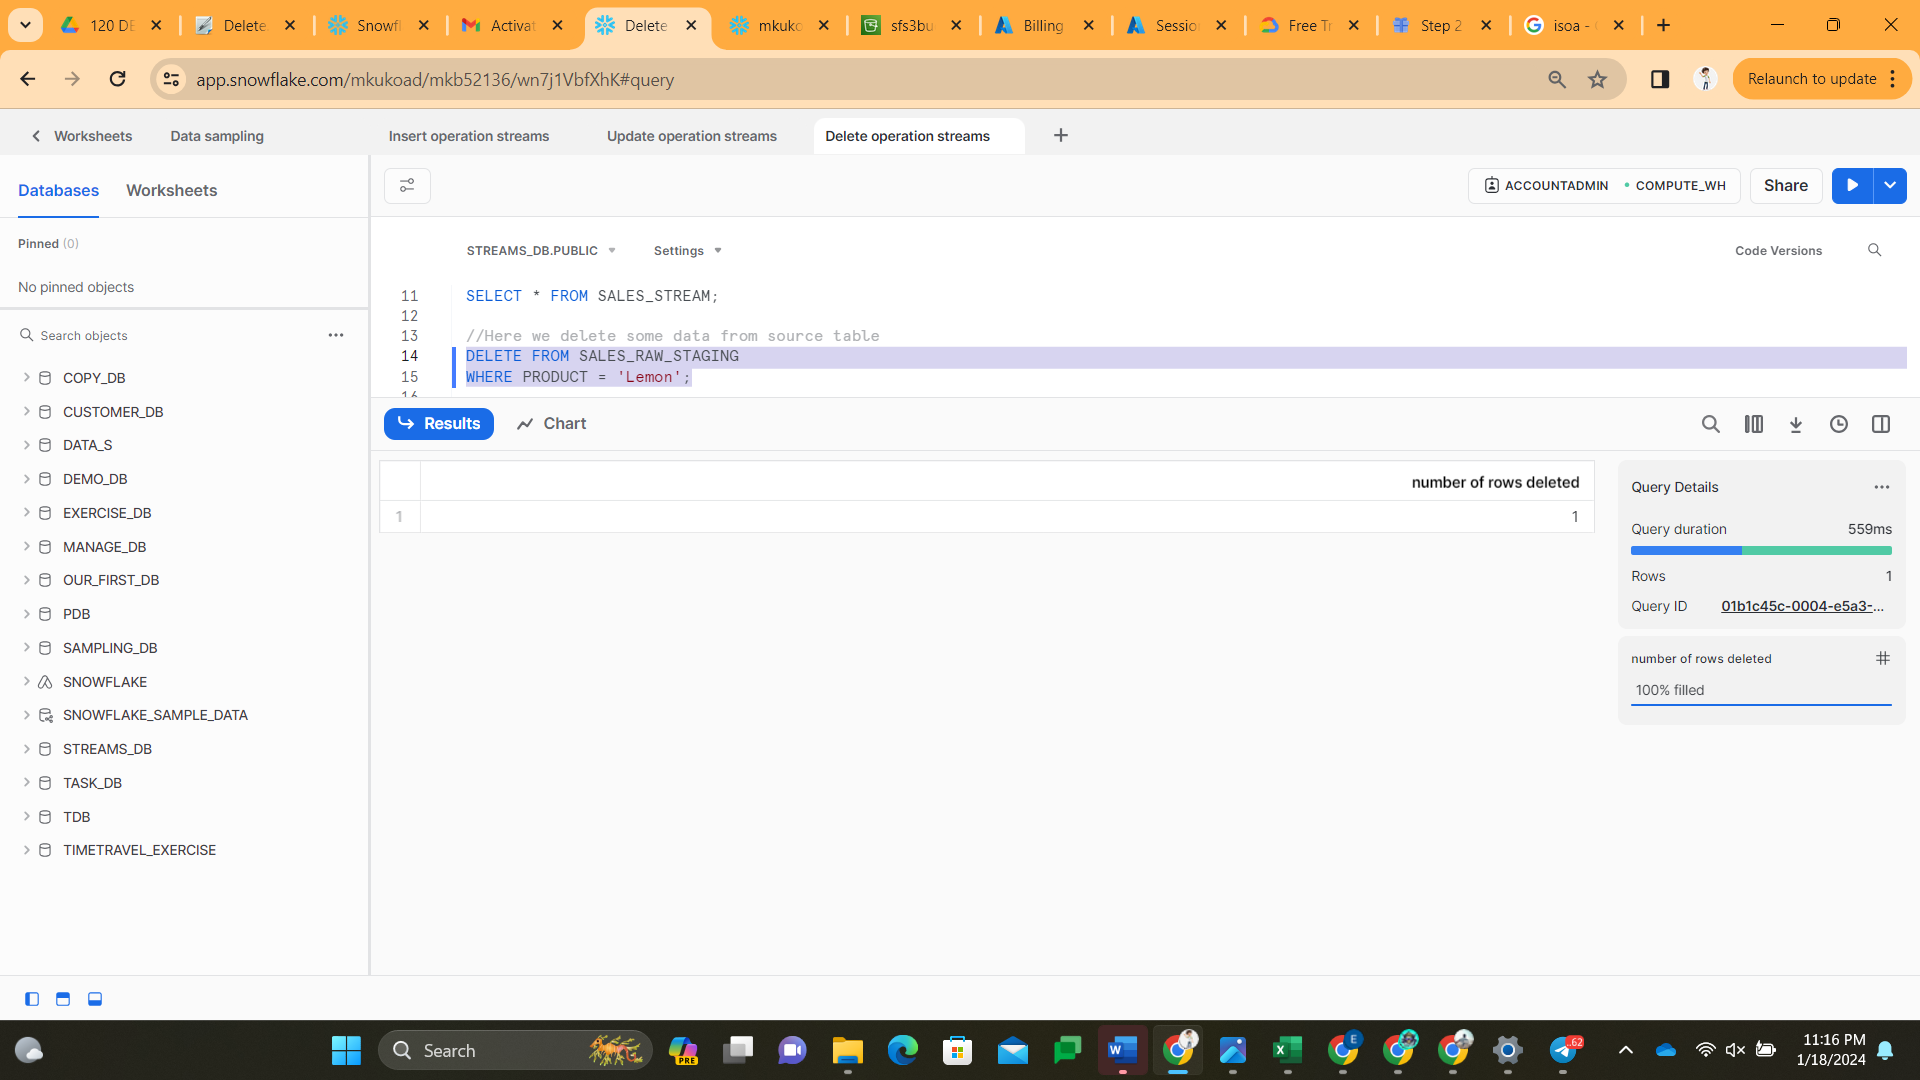 120 DE
Delete
Snowfl
Activat
Delete
mkuko
sfs3bu
Billing
Sessio
Free Tr
Step 2
isoa -
app.snowflake.com/mkukoad/mkb52136/wn7j1VbfXhK#query
Relaunch to update
Worksheets
Data sampling
Insert operation streams
Update operation streams
Delete operation streams
Databases
Worksheets
ACCOUNTADMIN
COMPUTE_WH
Share
Pinned (0)
No pinned objects
STREAMS_DB.PUBLIC
Settings
Code Versions
Search objects
COPY_DB
CUSTOMER_DB
DATA_S
DEMO_DB
EXERCISE_DB
MANAGE_DB
OUR_FIRST_DB
PDB
SAMPLING_DB
SNOWFLAKE
SNOWFLAKE_SAMPLE_DATA
STREAMS_DB
TASK_DB
TDB
TIMETRAVEL_EXERCISE
11 SELECT * FROM SALES_STREAM;
12
13 //Here we delete some data from source table
14 DELETE FROM SALES_RAW_STAGING
15 WHERE PRODUCT = 'Lemon';
16
Results
Chart
number of rows deleted
1 1
Query Details
Query duration 559ms
Rows 1
Query ID 01b1c45c-0004-e5a3-...
number of rows deleted
100% filled
Search
PRE
W
X
E
.62
11:16 PM
1/18/2024